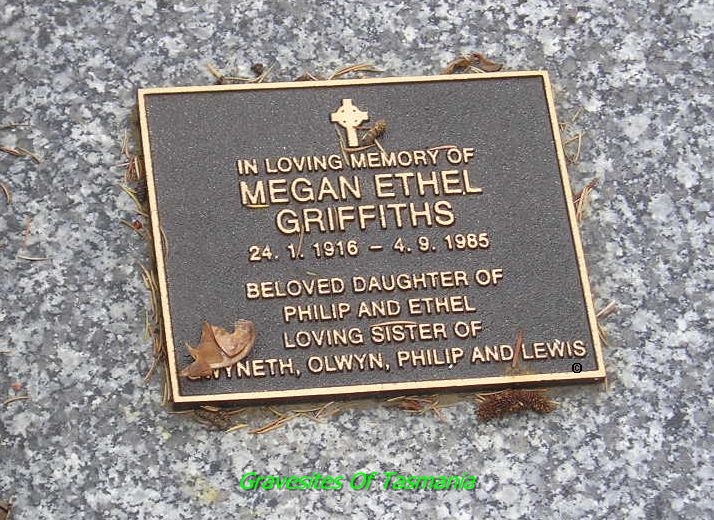 IN LOVING MEMORY OF
MEGAN ETHEL
GRIFFITHS
24. 1. 1916 – 4. 9. 1985
BELOVED DAUGHTER OF
PHILIP AND ETHEL
LOVING SISTER OF
GWYNETH, OLWYN, PHILIP AND LEWIS
©
Gravesites Of Tasmania